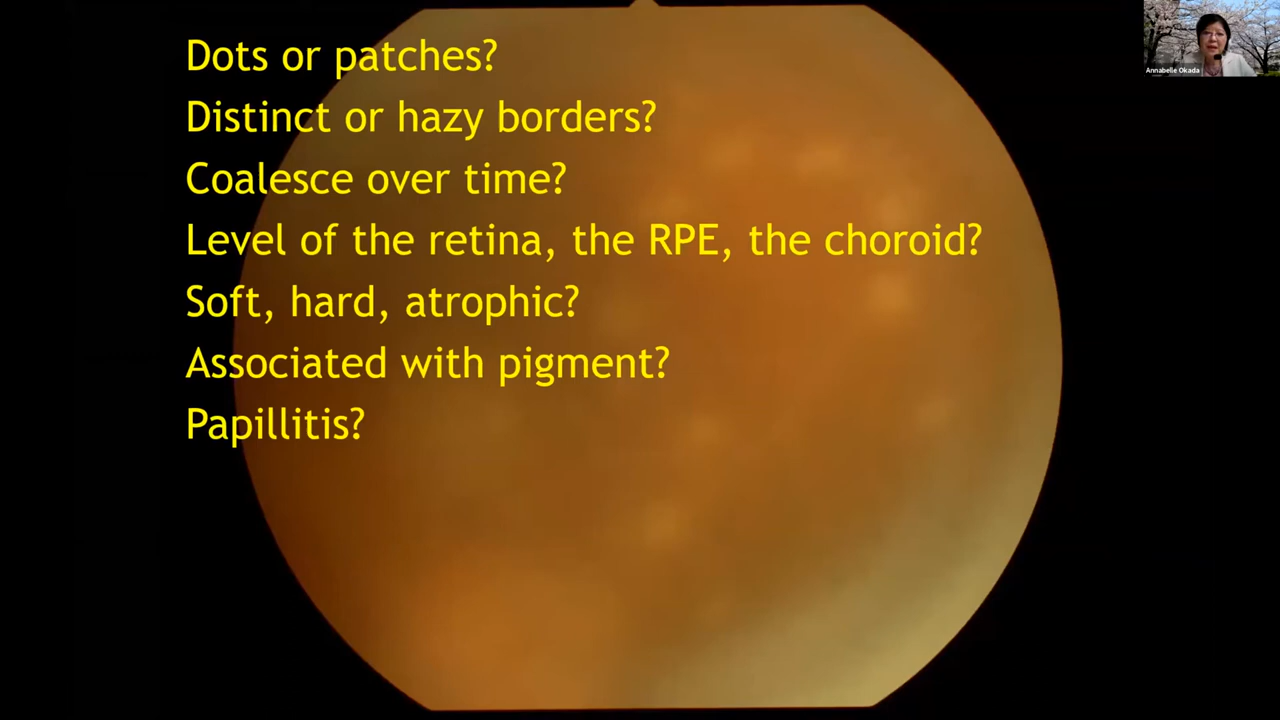 Dots or patches?
Distinct or hazy borders?
Coalesce over time?
Level of the retina, the RPE, the choroid?
Soft, hard, atrophic?
Associated with pigment?
Papillitis?
Annabelle Okada